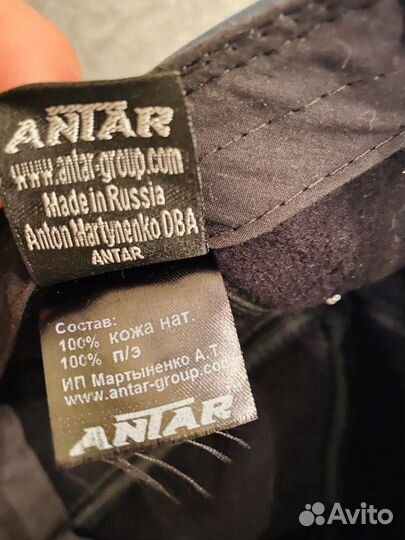 ANTAR
www.antar-group.com
Made in Russia
Anton Martynenko DBA
ANTAR
Состав:
100% кожа нат.
100% п/э
ИП Мартыненко А.Т.
www.antar-group.com
ANTAR
Avito